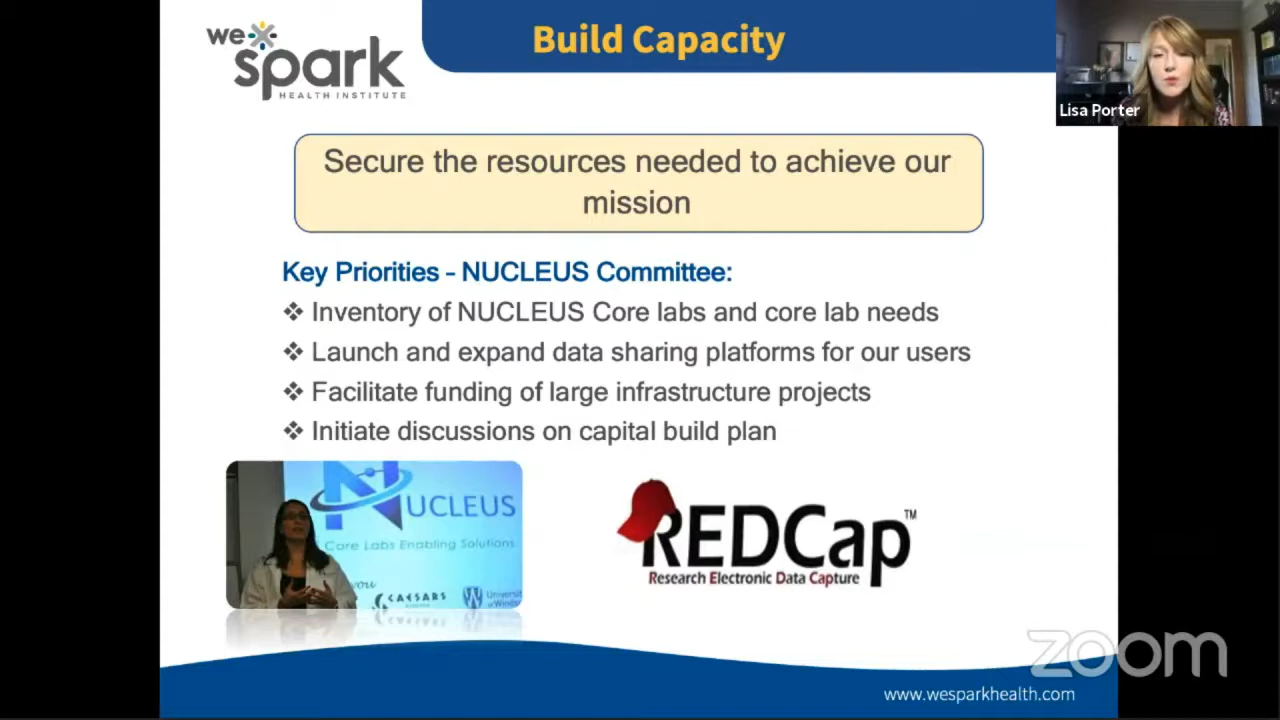 we
spark
HEALTH INSTITUTE
Build Capacity
Lisa Porter
Secure the resources needed to achieve our
mission
Key Priorities – NUCLEUS Committee:
❖ Inventory of NUCLEUS Core labs and core lab needs
❖ Launch and expand data sharing platforms for our users
❖ Facilitate funding of large infrastructure projects
❖ Initiate discussions on capital build plan
NUCLEUS
Core Labs Enabling Solutions
you
CAESARS
University
REDCap™
Research Electronic Data Capture
zoom
www.wesparkhealth.com